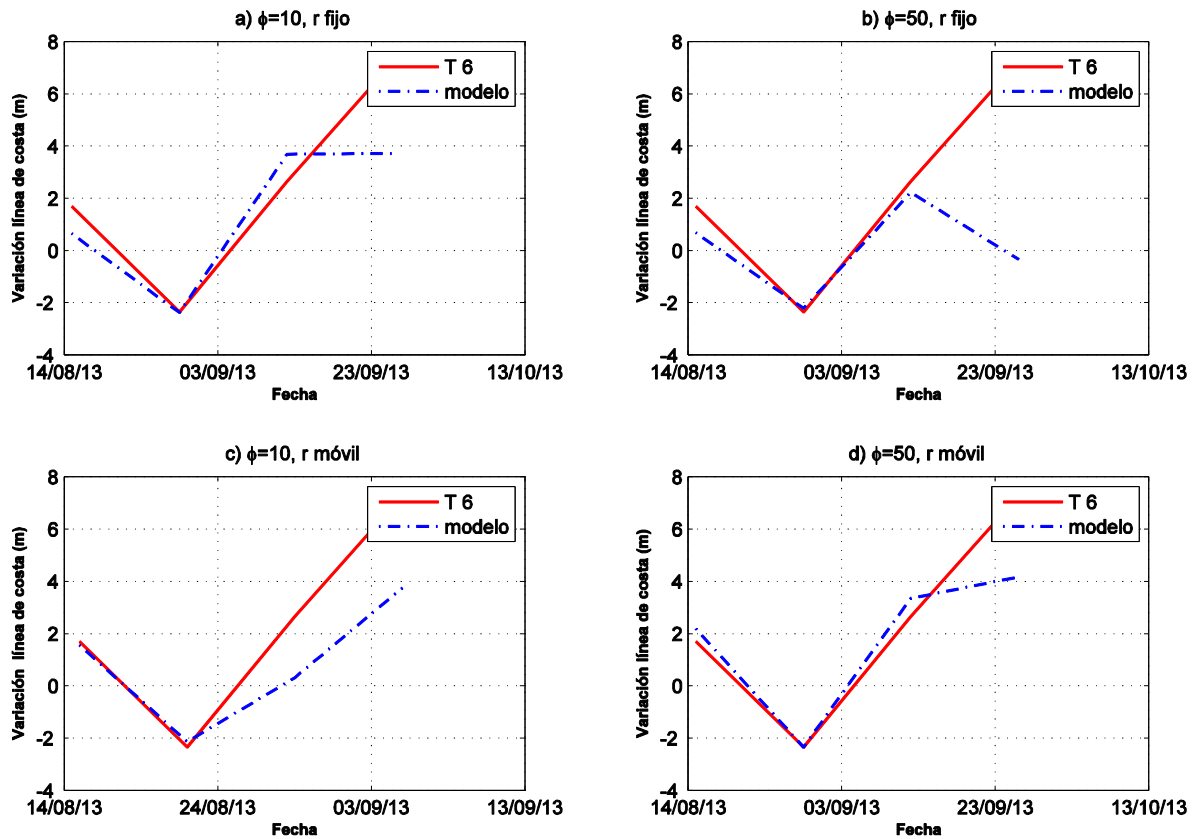 a) ϕ=10, r fijo
Variación línea de costa (m)
8
6
4
2
0
-2
-4
T 6
modelo
14/08/13
03/09/13
23/09/13
13/10/13
Fecha
b) ϕ=50, r fijo
Variación línea de costa (m)
8
6
4
2
0
-2
-4
T 6
modelo
14/08/13
03/09/13
23/09/13
13/10/13
Fecha
c) ϕ=10, r móvil
Variación línea de costa (m)
8
6
4
2
0
-2
-4
T 6
modelo
14/08/13
24/08/13
03/09/13
13/09/13
Fecha
d) ϕ=50, r móvil
Variación línea de costa (m)
8
6
4
2
0
-2
-4
T 6
modelo
14/08/13
03/09/13
23/09/13
13/10/13
Fecha